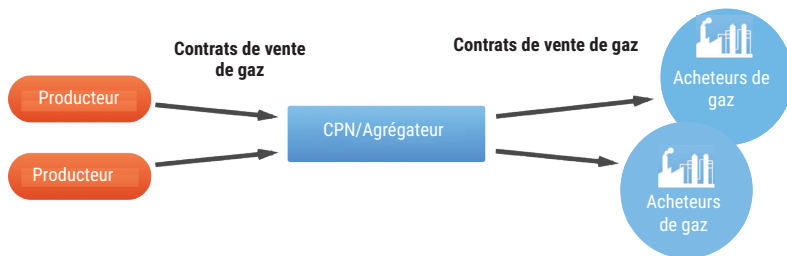 Contrats de vente
de gaz
Contrats de vente de gaz
Producteur
Producteur
CPN/Agrégateur
Acheteurs de
gaz
Acheteurs
de gaz